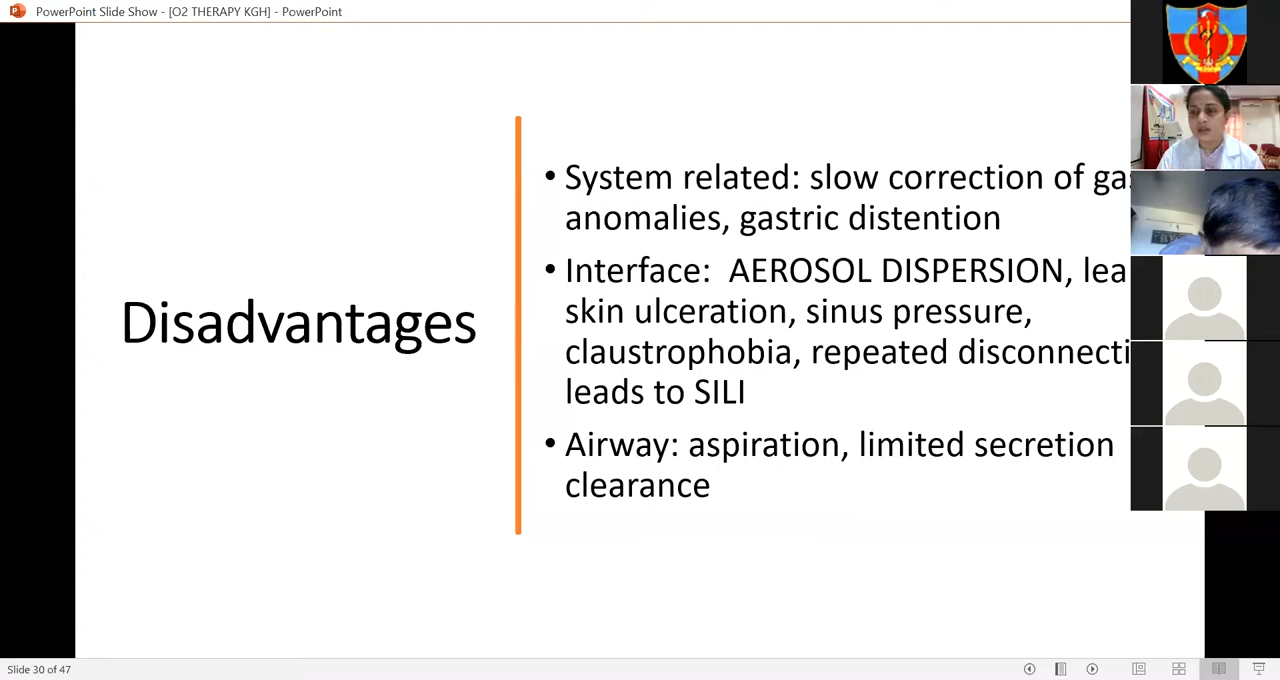 PowerPoint Slide Show - [O2 THERAPY KGH] - PowerPoint
Disadvantages
• System related: slow correction of ga
anomalies, gastric distention
• Interface: AEROSOL DISPERSION, lea
skin ulceration, sinus pressure,
claustrophobia, repeated disconnecti
leads to SILI
• Airway: aspiration, limited secretion
clearance
Slide 30 of 47